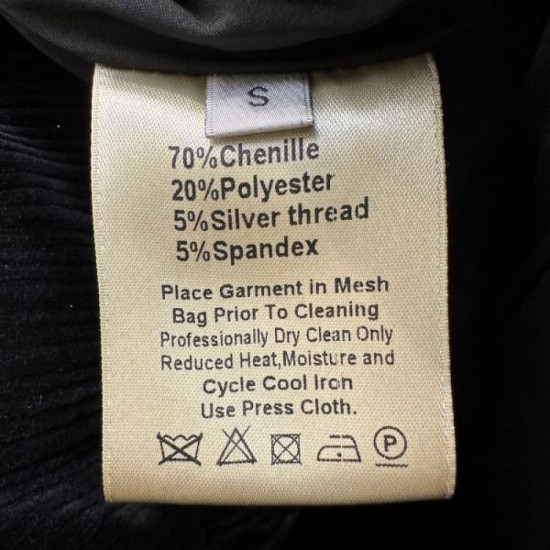 S
70%Chenille
20%Polyester
5%Silver thread
5%Spandex
Place Garment in Mesh
Bag Prior To Cleaning
Professionally Dry Clean Only
Reduced Heat,Moisture and
Cycle Cool Iron
Use Press Cloth.
P